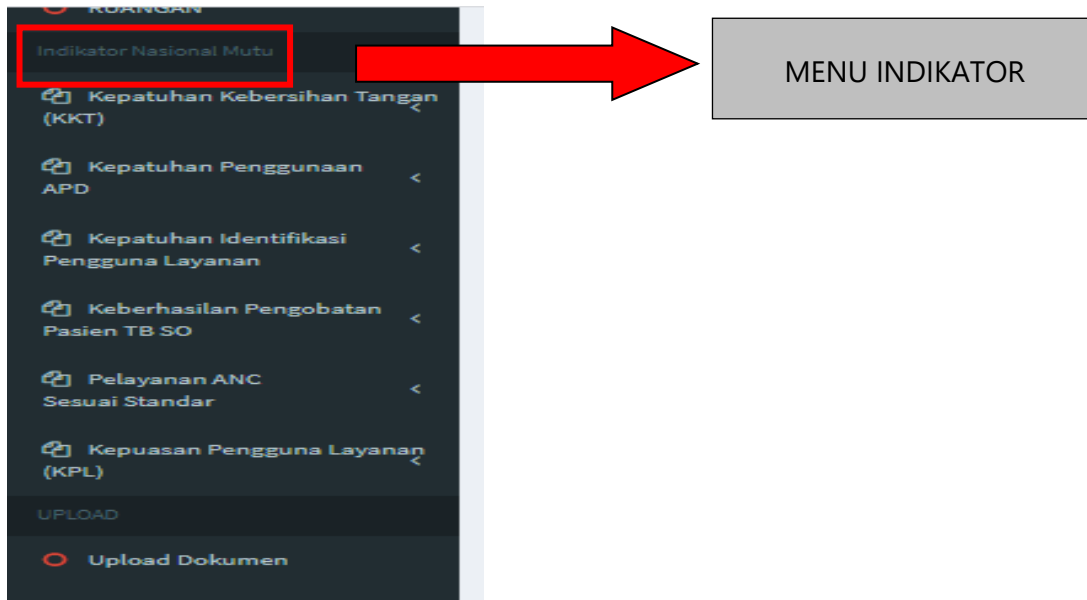 RUANGAN
Indikator Nasional Mutu
MENU INDIKATOR
Kepatuhan Kebersihan Tangan
(KKT)
Kepatuhan Penggunaan
APD
Kepatuhan Identifikasi
Pengguna Layanan
Keberhasilan Pengobatan
Pasien TB SO
Pelayanan ANC
Sesuai Standar
Kepuasan Pengguna Layanan
(KPL)
UPLOAD
Upload Dokumen